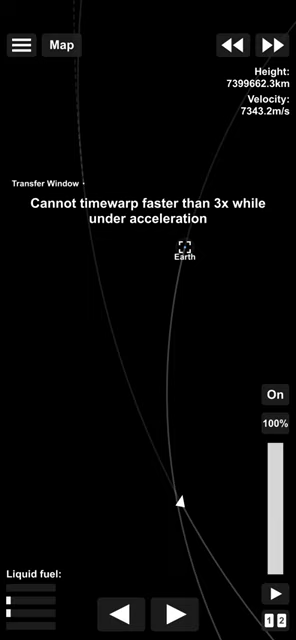 Map
Height:
7399662.3km
Velocity:
7343.2m/s
Transfer Window
Cannot timewarp faster than 3x while
under acceleration
Earth
On
100%
Liquid fuel:
1 2